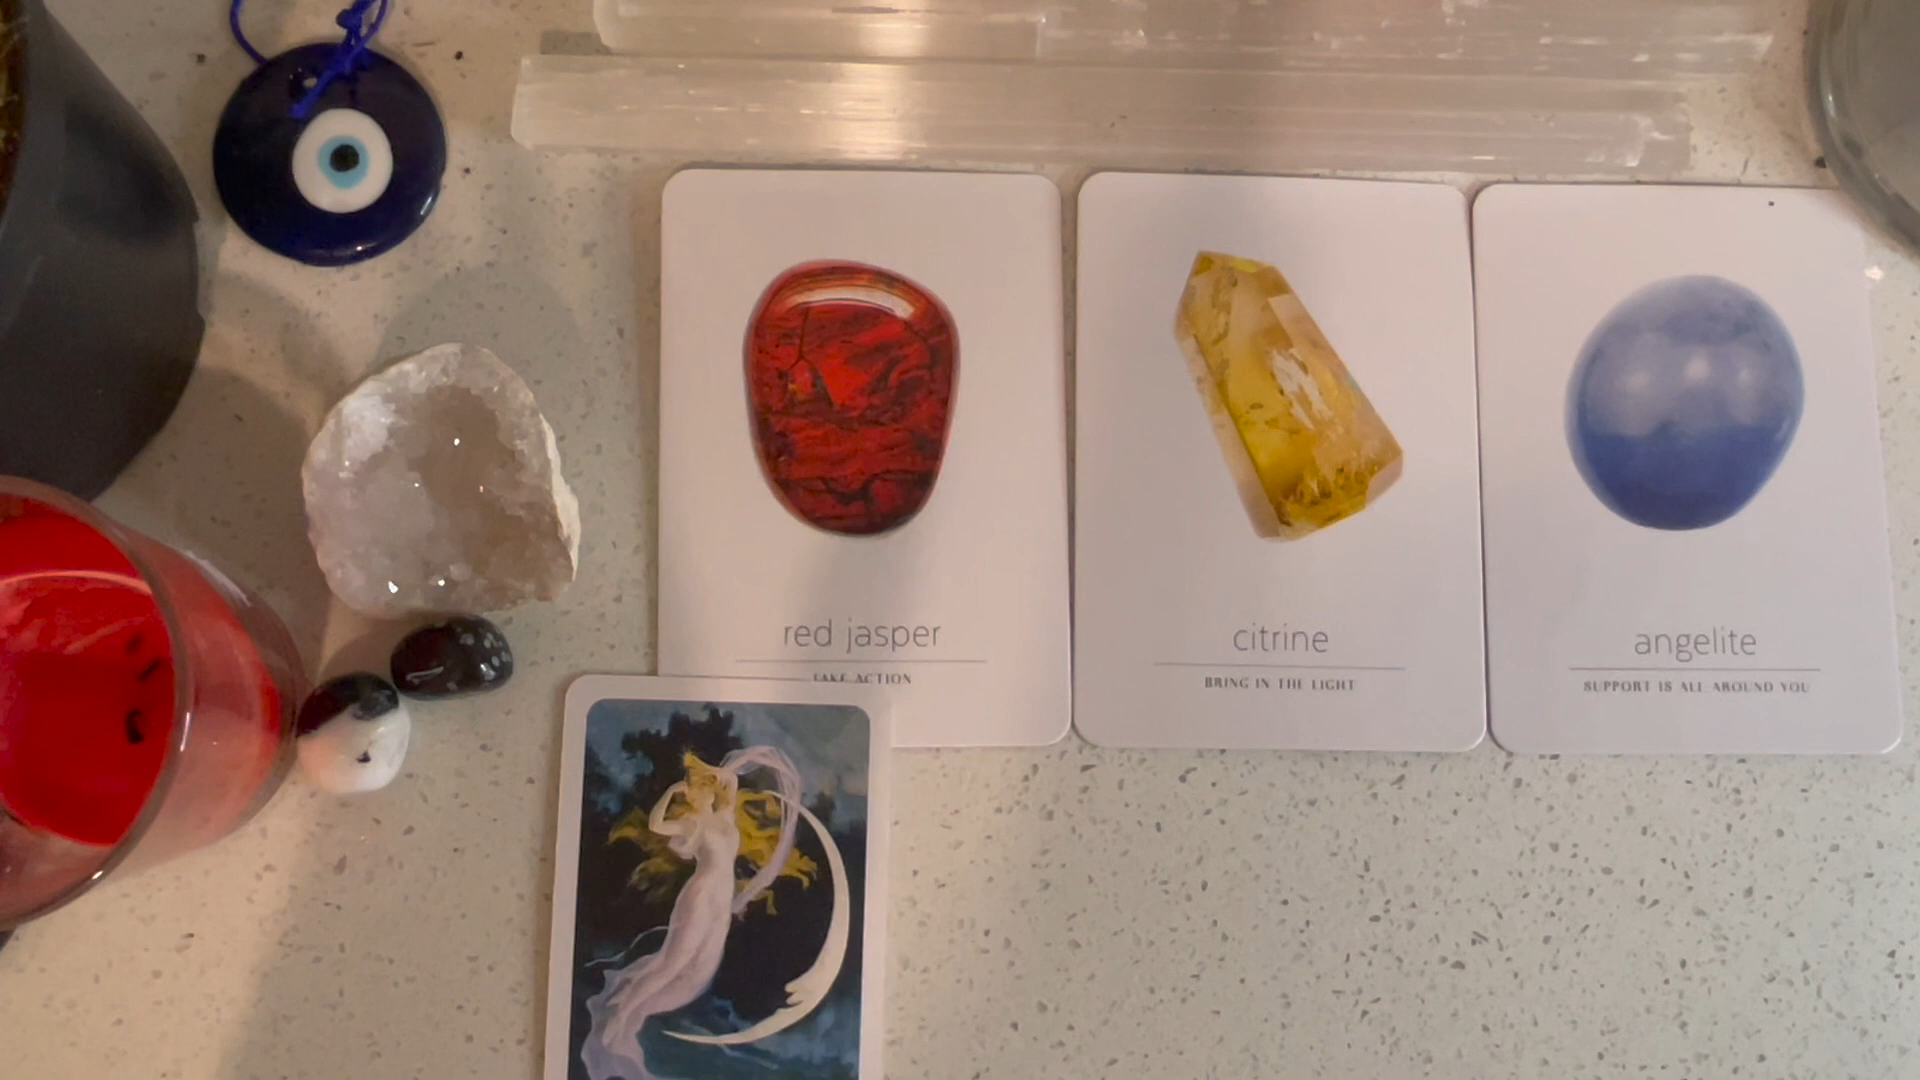 red jasper
TAKE ACTION
citrine
BRING IN THE LIGHT
angelite
SUPPORT IS ALL AROUND YOU